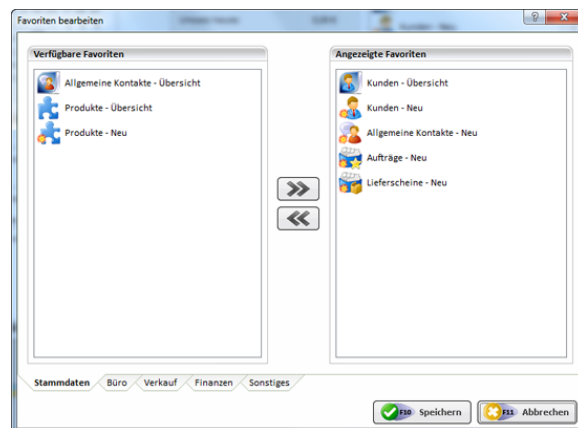 Favoriten bearbeiten
Verfügbare Favoriten
Allgemeine Kontakte - Übersicht
Produkte - Übersicht
Produkte - Neu
Angezeigte Favoriten
Kunden - Übersicht
Kunden - Neu
Allgemeine Kontakte - Neu
Aufträge - Neu
Lieferscheine - Neu
Stammdaten Büro Verkauf Finanzen Sonstiges
F10 Speichern F11 Abbrechen